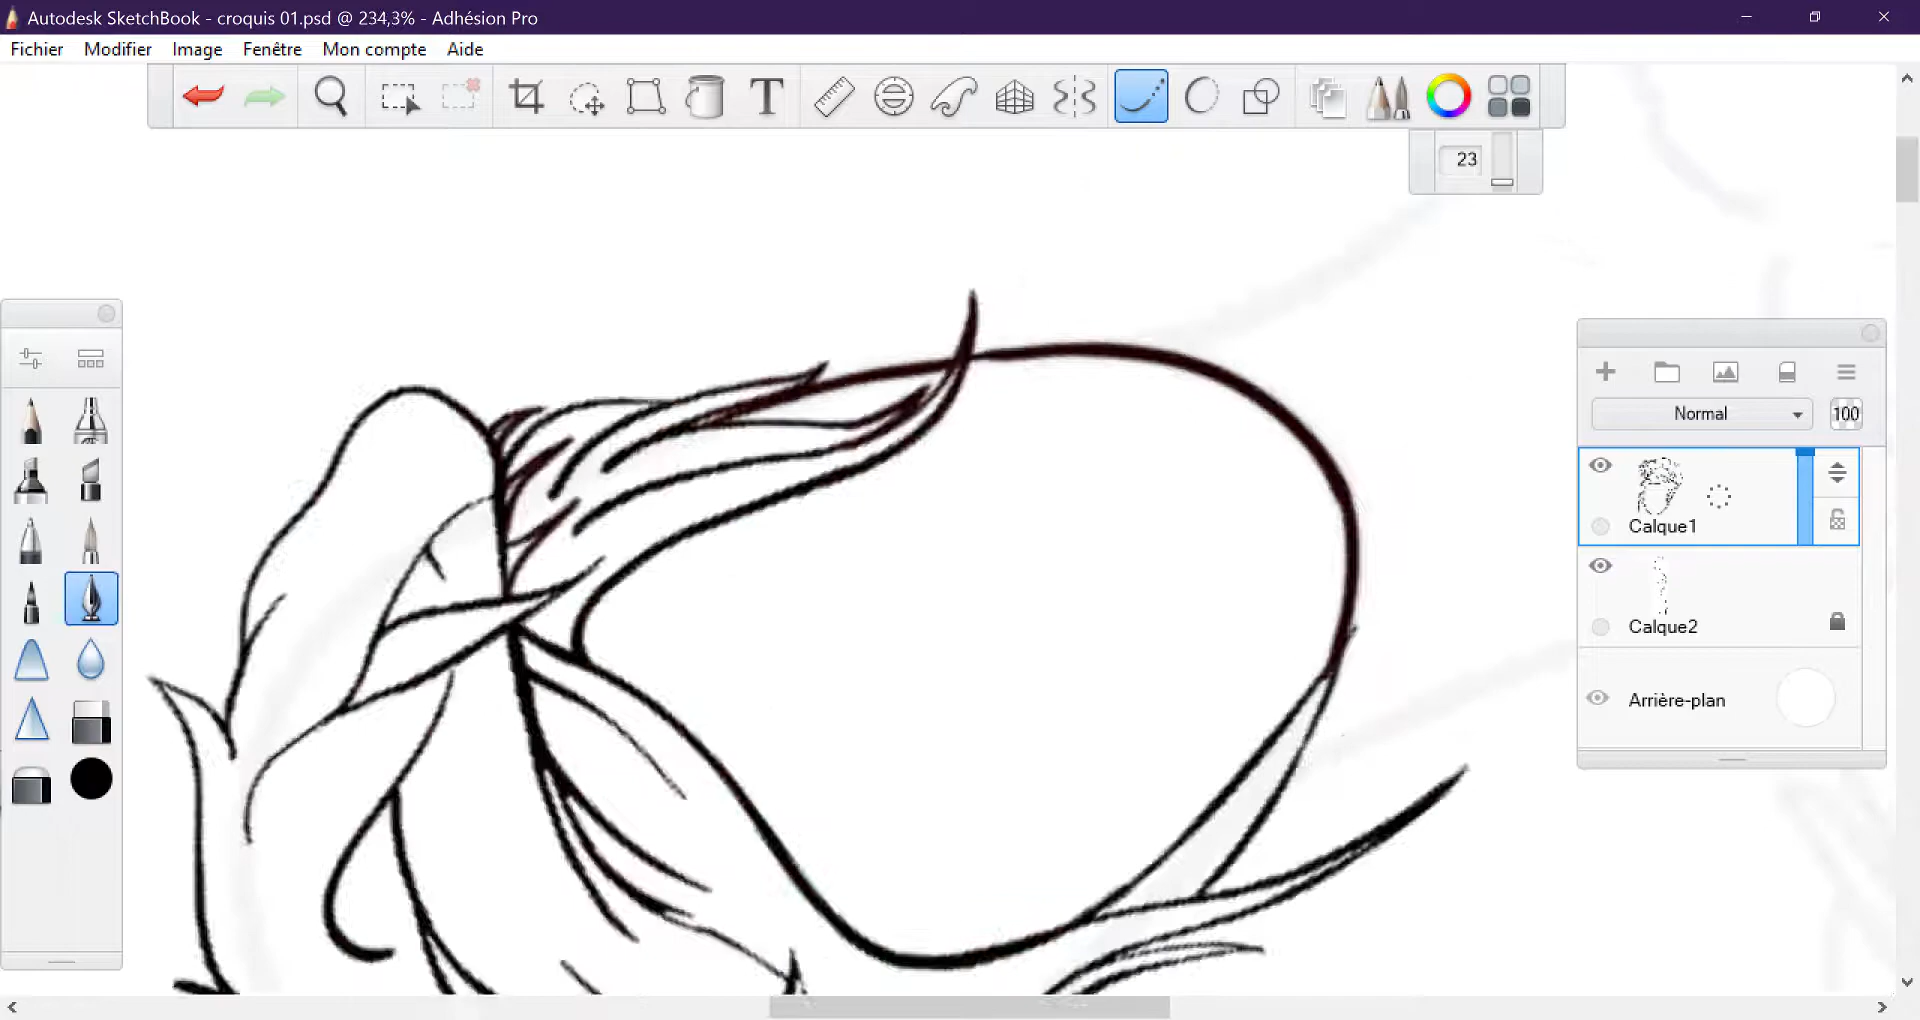 Autodesk SketchBook - croquis 01.psd @ 234,3% - Adhésion Pro
Fichier Modifier Image Fenêtre Mon compte Aide
T
23
Normal 100
Calque1
Calque2
Arrière-plan